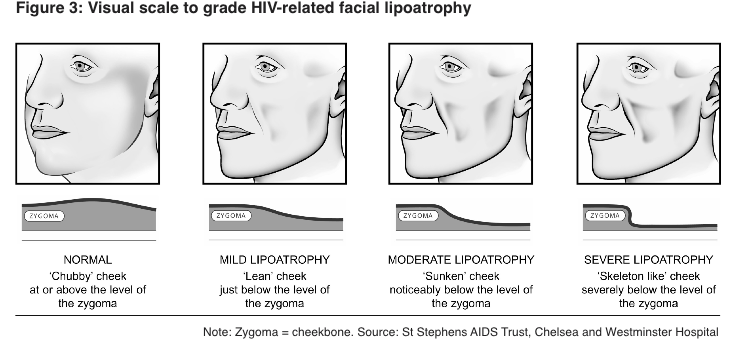 Figure 3: Visual scale to grade HIV-related facial lipoatrophy
ZYGOMA
ZYGOMA
ZYGOMA
ZYGOMA
NORMAL
'Chubby' cheek
at or above the level of
the zygoma
MILD LIPOATROPHY
'Lean' cheek
just below the level of
the zygoma
MODERATE LIPOATROPHY
'Sunken' cheek
noticeably below the level of
the zygoma
SEVERE LIPOATROPHY
'Skeleton like' cheek
severely below the level of
the zygoma
Note: Zygoma = cheekbone. Source: St Stephens AIDS Trust, Chelsea and Westminster Hospital